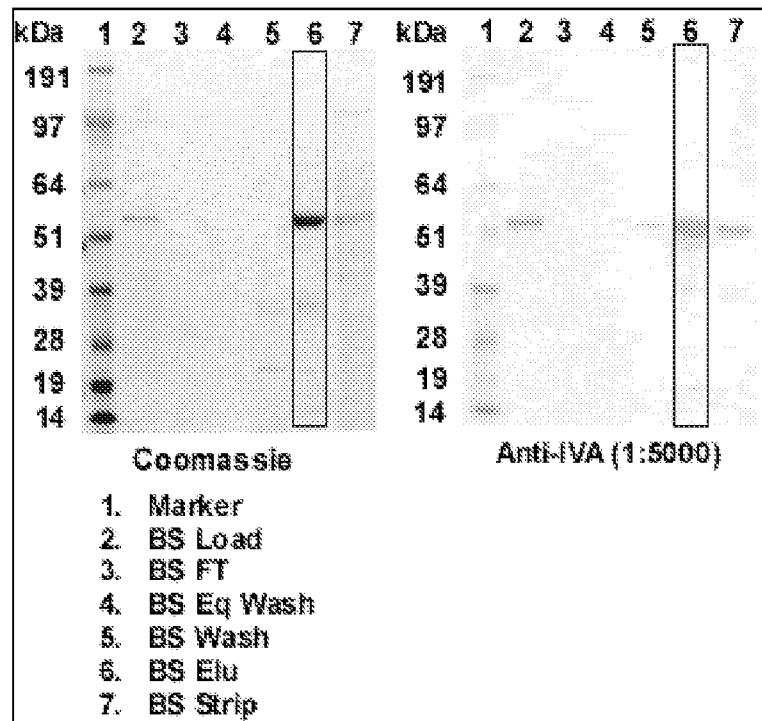 kDa 1 2 3 4 5 6 7
191
97
64
51
39
28
19
14
Coomassie
kDa 1 2 3 4 5 6 7
191
97
64
51
39
28
19
14
Anti-IVA (1:5000)
1. Marker
2. BS Load
3. BS FT
4. BS Eq Wash
5. BS Wash
6. BS Elu
7. BS Strip